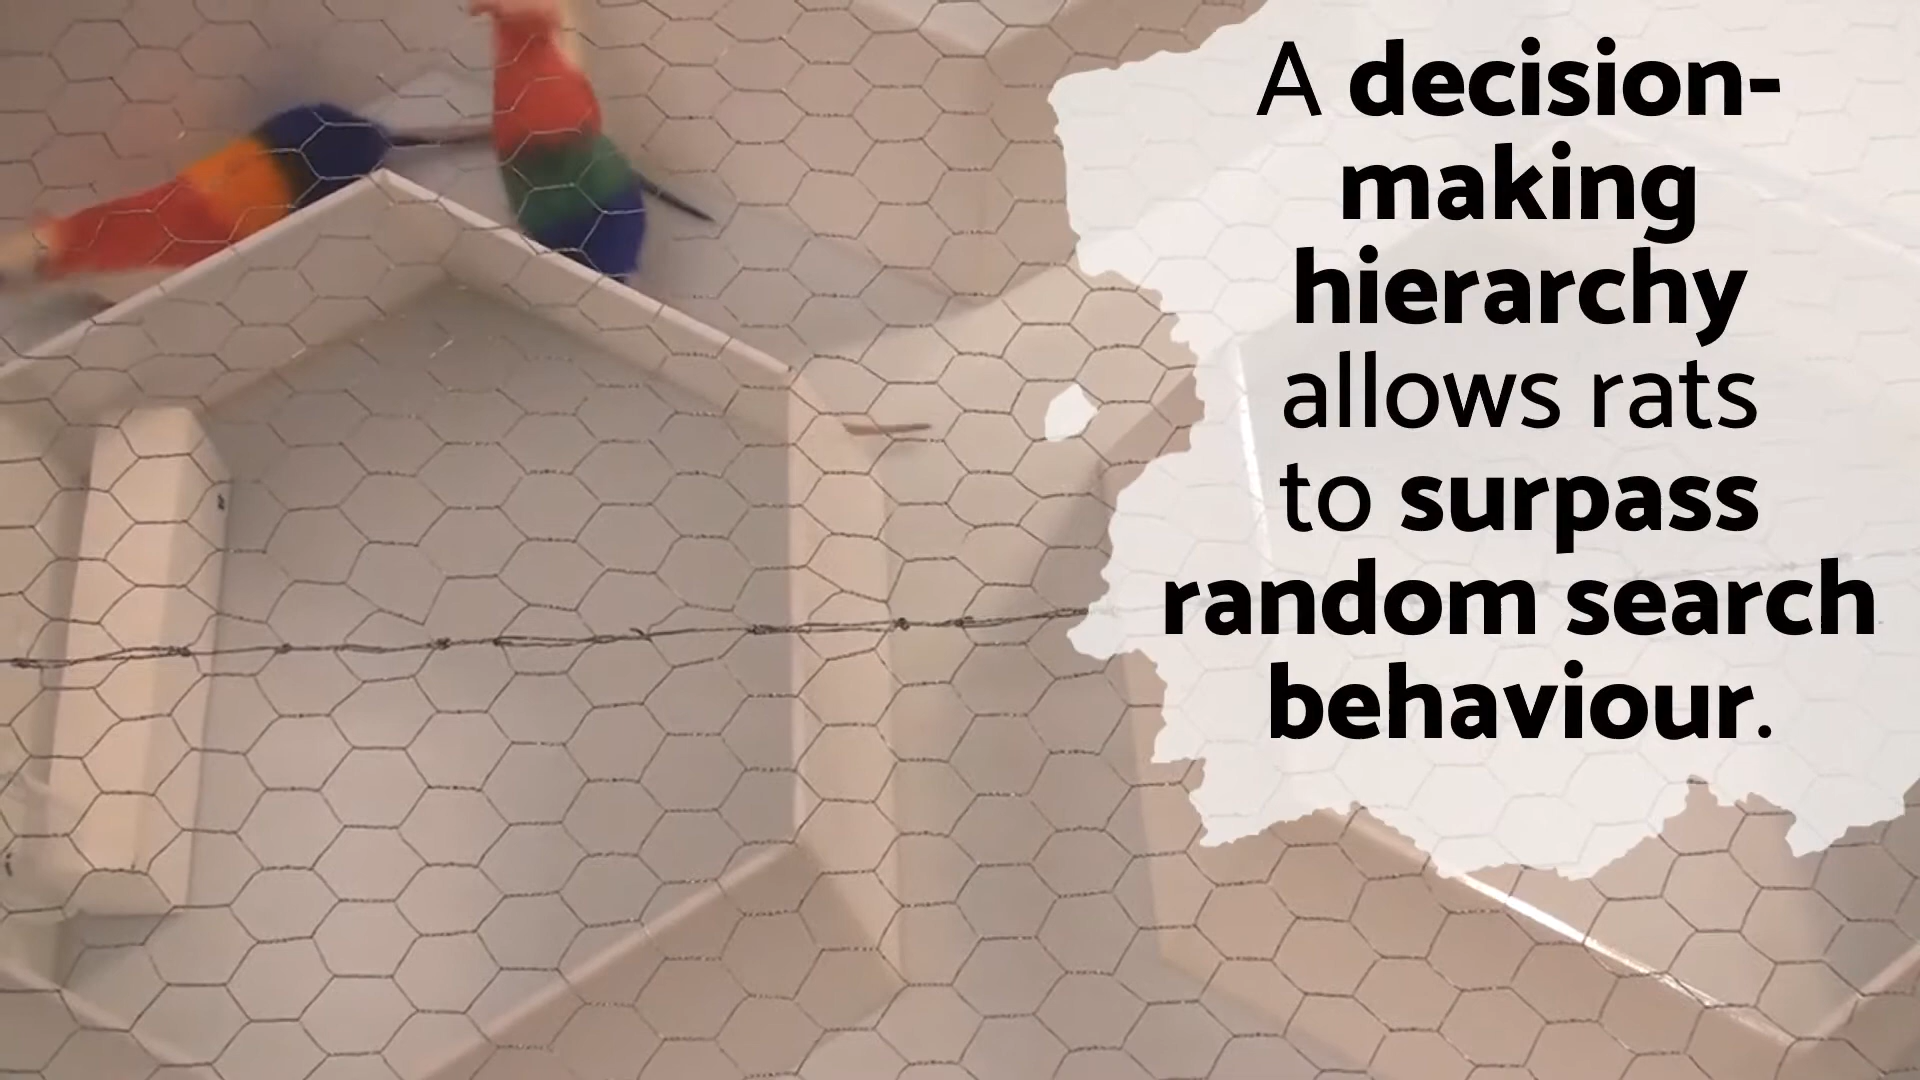 A decision-
making
hierarchy
allows rats
to surpass
random search
behaviour.